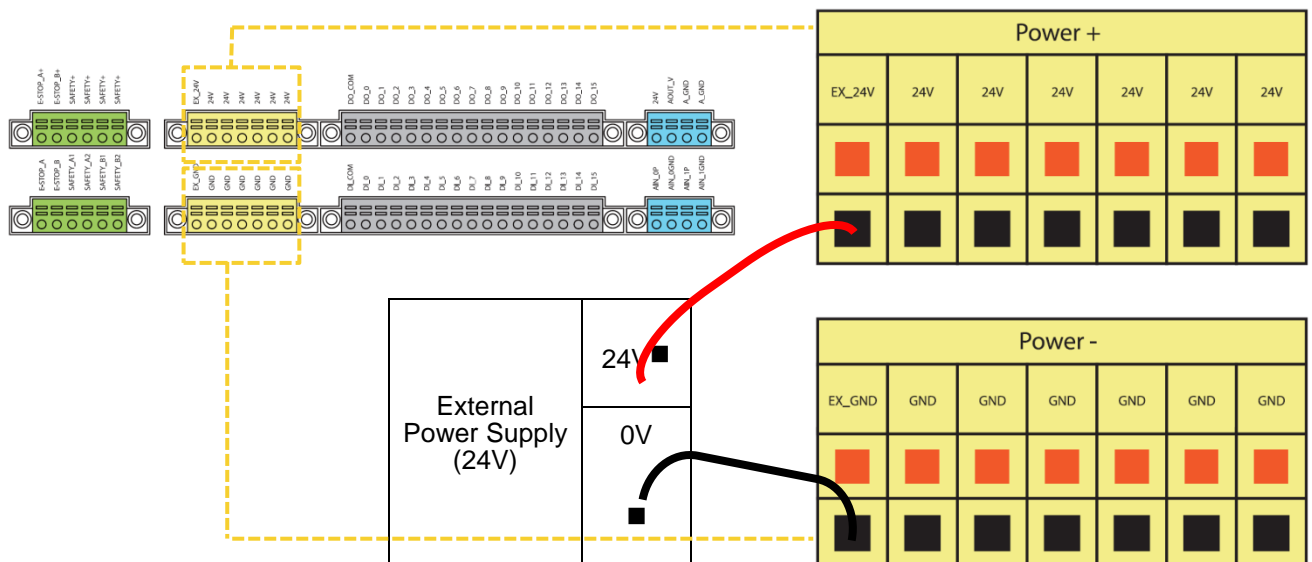 E-STOP_A+
E-STOP_B+
SAFETY+
SAFETY+
SAFETY+
SAFETY+
EX_24V
24V
24V
24V
24V
24V
24V
DO_COM
DO_0
DO_1
DO_2
DO_3
DO_4
DO_5
DO_6
DO_7
DO_8
DO_9
DO_10
DO_11
DO_12
DO_13
DO_14
DO_15
24V
AOUT_V
A_GND
A_GND
E-STOP_A
E-STOP_B
SAFETY_A1
SAFETY_A2
SAFETY_B1
SAFETY_B2
EX_GND
GND
GND
GND
GND
GND
GND
DI_COM
DI_0
DI_1
DI_2
DI_3
DI_4
DI_5
DI_6
DI_7
DI_8
DI_9
DI_10
DI_11
DI_12
DI_13
DI_14
DI_15
AIN_0P
AIN_0GND
AIN_1P
AIN_1GND
Power +
EX_24V 24V 24V 24V 24V 24V 24V
External
Power Supply
(24V)
24V
0V
Power -
EX_GND GND GND GND GND GND GND